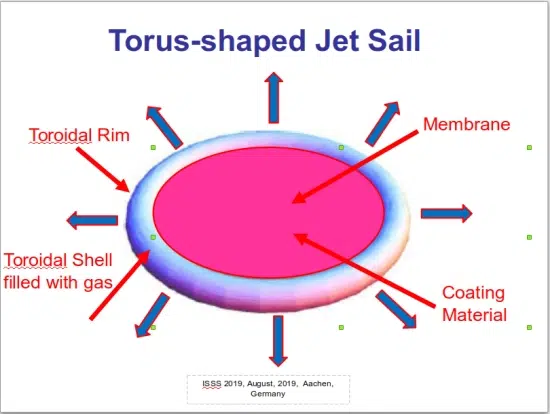 Torus-shaped Jet Sail
Toroidal Rim
Membrane
Toroidal Shell
filled with gas
Coating
Material
ISSS 2019, August, 2019, Aachen,
Germany